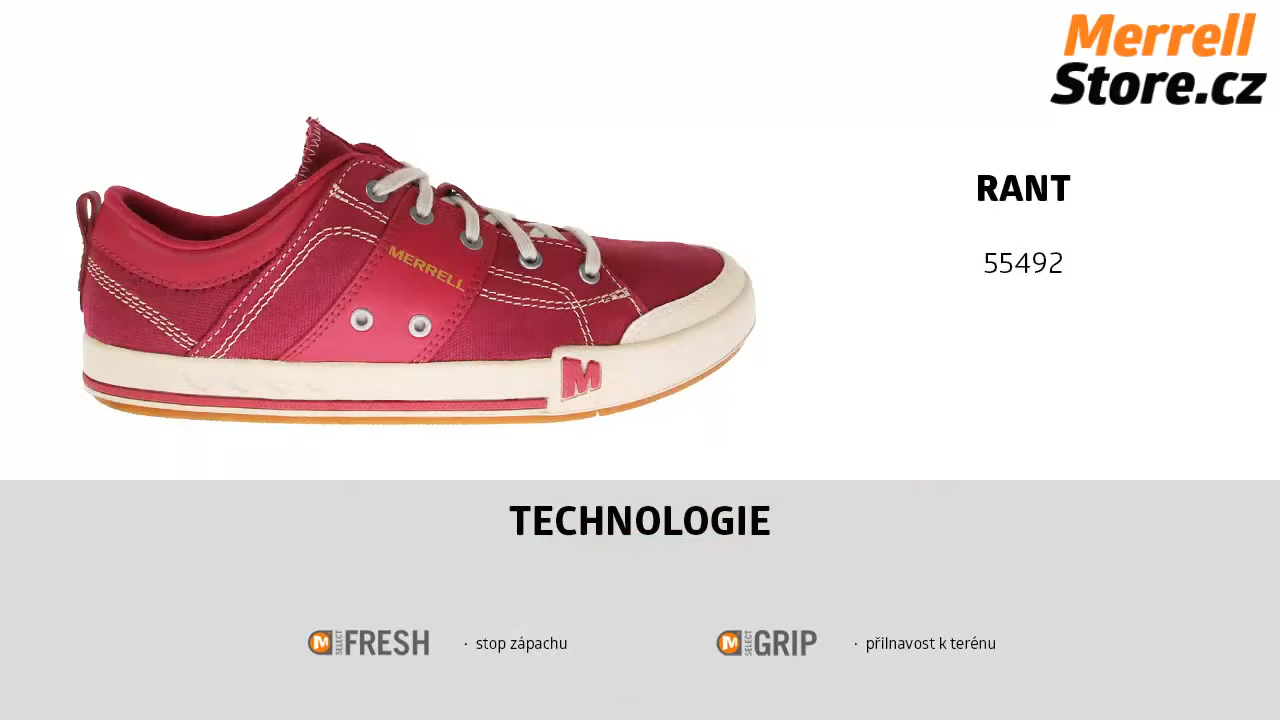 Merrell
Store.cz
RANT
55492
MERRELL
M
TECHNOLOGIE
M SELECT FRESH · stop zápachu
M SELECT GRIP · přilnavost k terénu